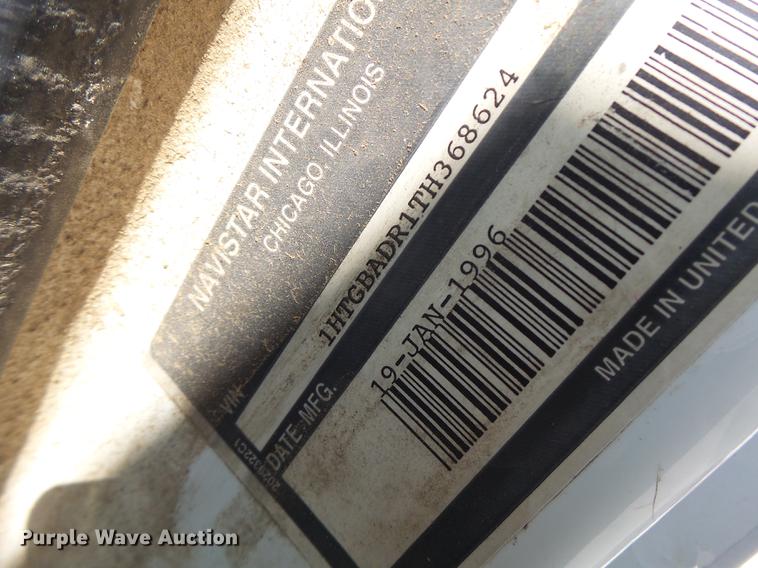 NAVISTAR INTERNATIO
CHICAGO, ILLINOIS
VIN
1HTGBADR1TH368624
DATE MFG.
19-JAN-1996
MADE IN UNITED
Purple Wave Auction